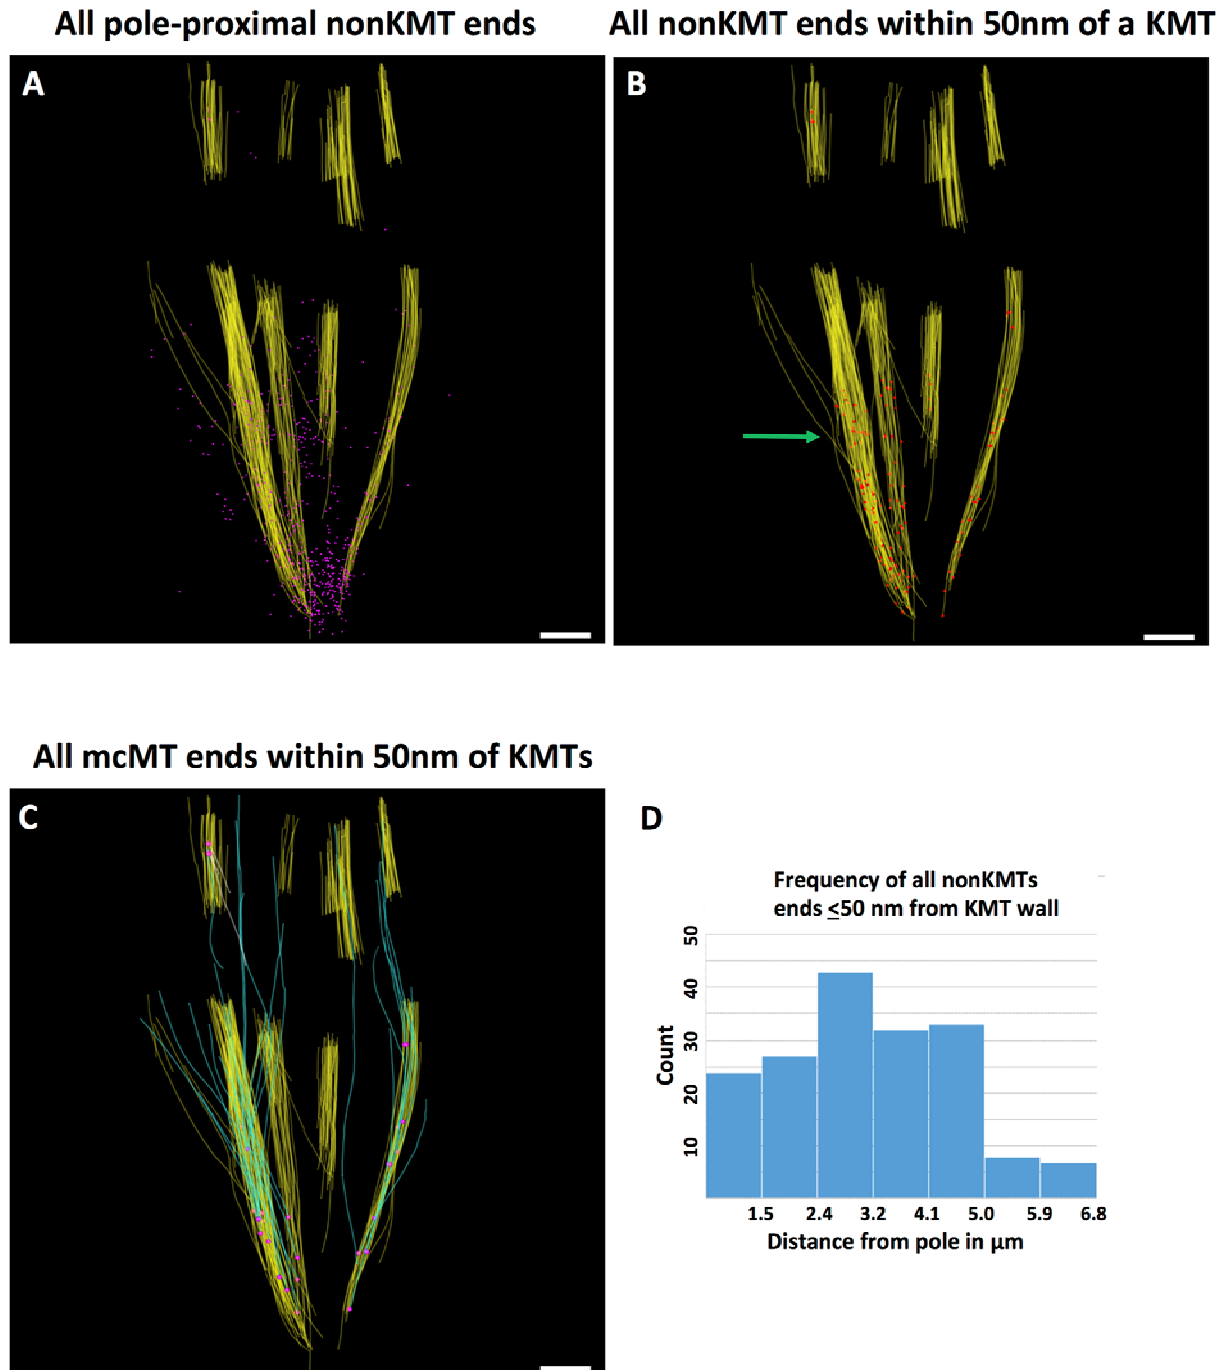 All pole-proximal nonKMT ends
All nonKMT ends within 50nm of a KMT
A
B
All mcMT ends within 50nm of KMTs
C
D
Frequency of all nonKMTs
ends ≤50 nm from KMT wall
50
40
30
20
10
Count
1.5 2.4 3.2 4.1 5.0 5.9 6.8
Distance from pole in µm